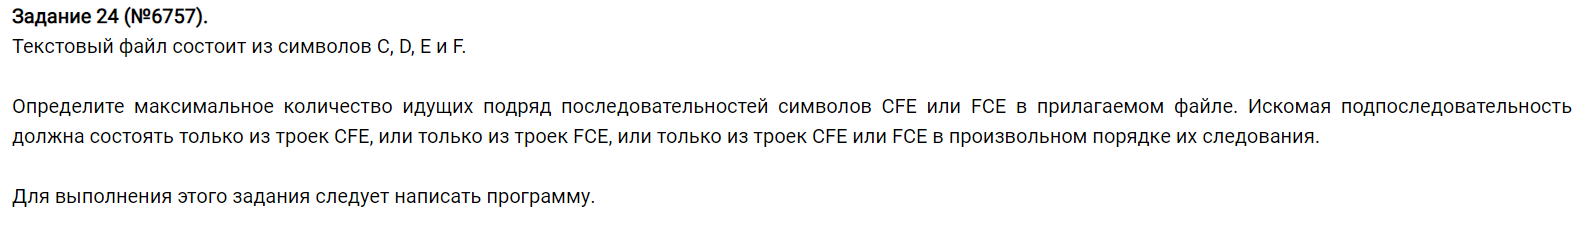 Задание 24 (№6757).
Текстовый файл состоит из символов C, D, E и F.
Определите максимальное количество идущих подряд последовательностей символов CFE или FCE в прилагаемом файле. Искомая подпоследовательность
должна состоять только из троек CFE, или только из троек FCE, или только из троек CFE или FCE в произвольном порядке их следования.
Для выполнения этого задания следует написать программу.